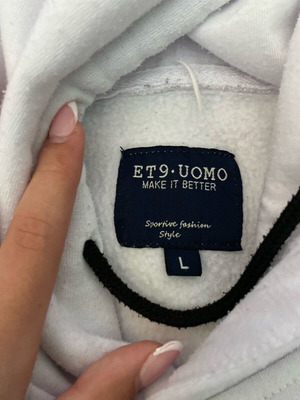 ET9·UOMO
MAKE IT BETTER
Sportive fashion
Style
L